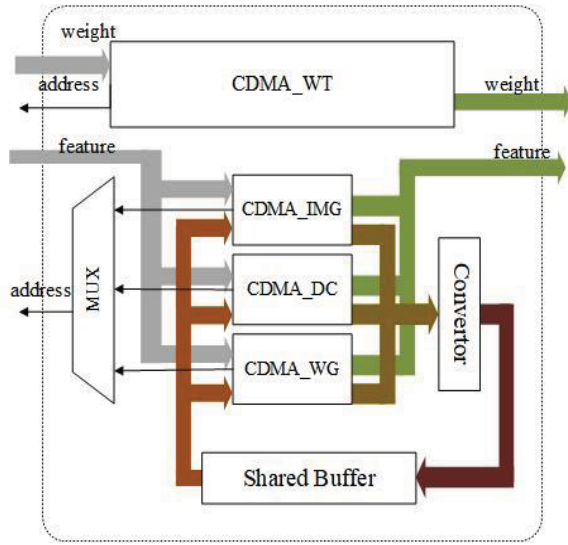 weight
CDMA_WT
address
weight
feature
feature
CDMA_IMG
MUX
CDMA_DC
Convertor
address
CDMA_WG
Shared Buffer